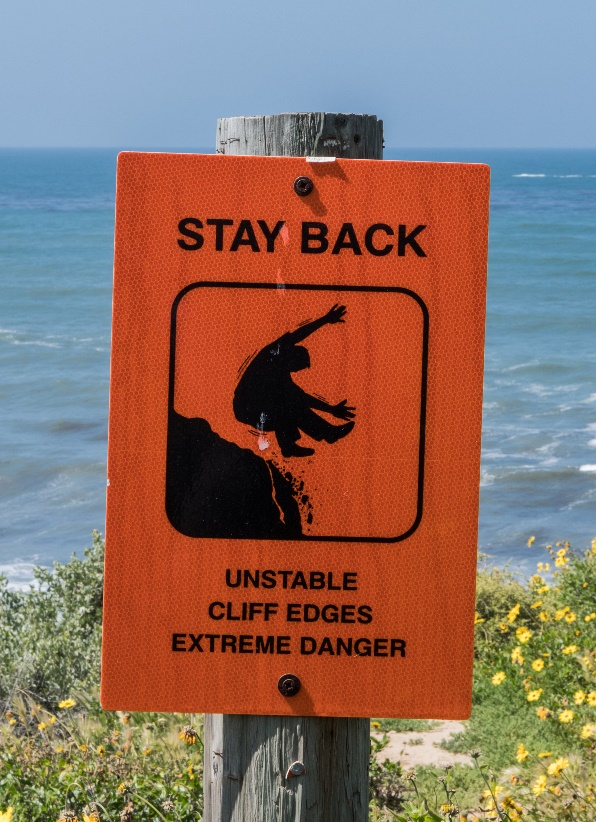 STAY BACK
UNSTABLE
CLIFF EDGES
EXTREME DANGER